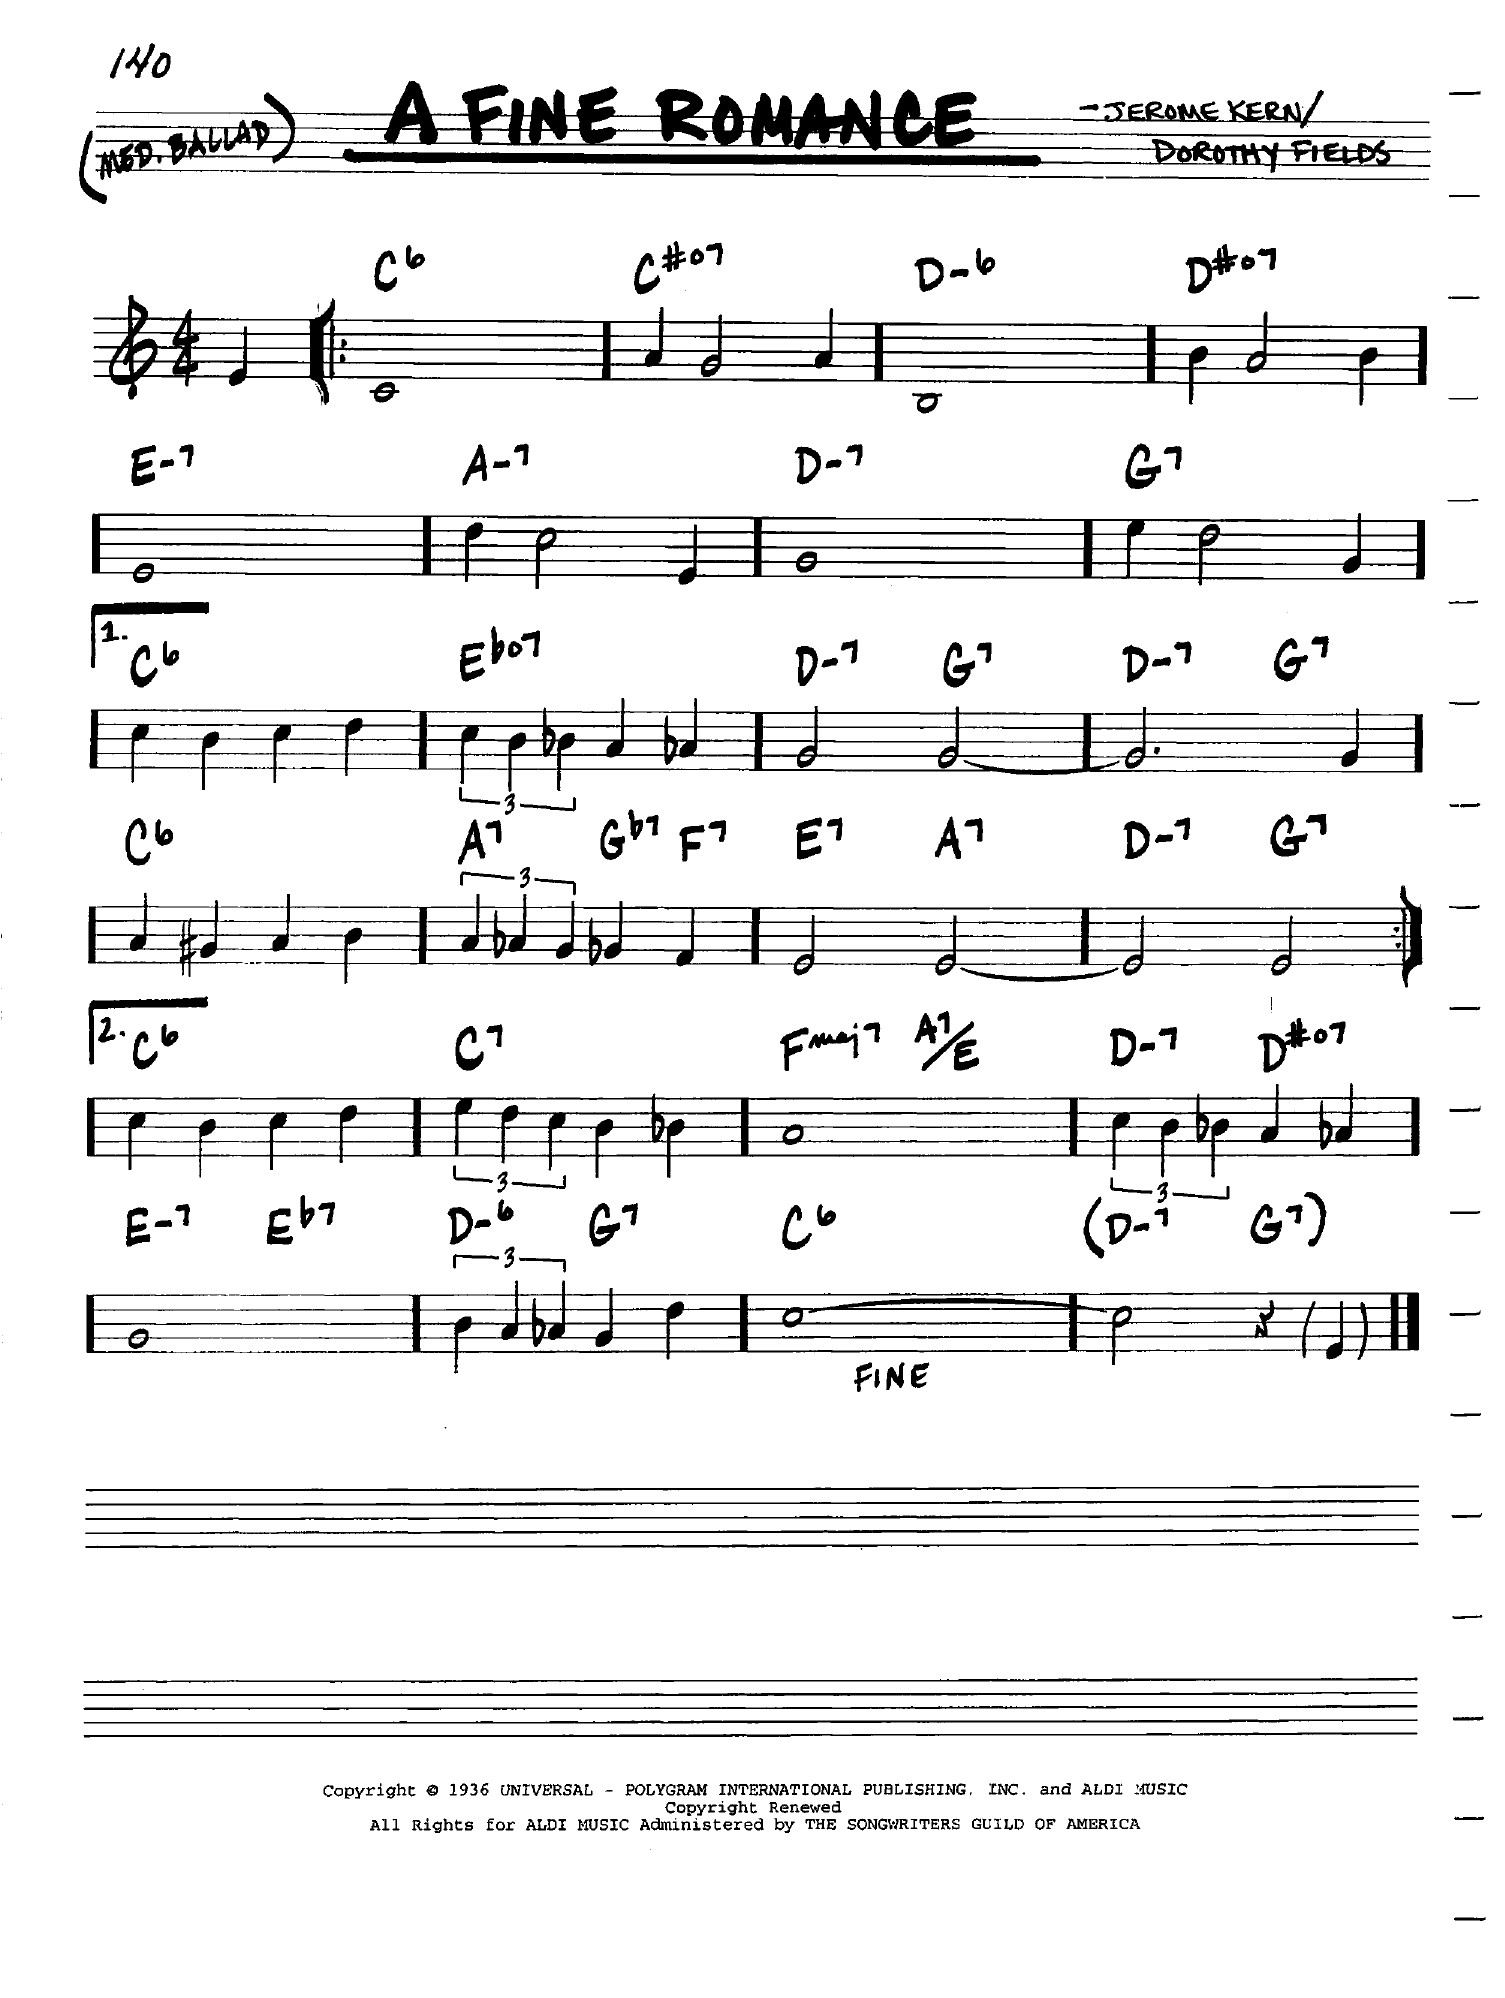 140
(MED. BALLAD)
A FINE ROMANCE
- JEROME KERN/
DOROTHY FIELDS
C6 C#o7 D-6 D#o7
4
4
E-7 A-7 D-7 G7
1.
C6 Ebo7 D-7 G7 D-7 G7
3
C6 A7 Gb7 F7 E7 A7 D-7 G7
3
2.
C6 C7 Fmaj7 A7/E D-7 D#o7
3 3
E-7 Eb7 D-6 G7 C6 (D-7 G7)
3
FINE
Copyright © 1936 UNIVERSAL - POLYGRAM INTERNATIONAL PUBLISHING, INC. and ALDI MUSIC
Copyright Renewed
All Rights for ALDI MUSIC Administered by THE SONGWRITERS GUILD OF AMERICA